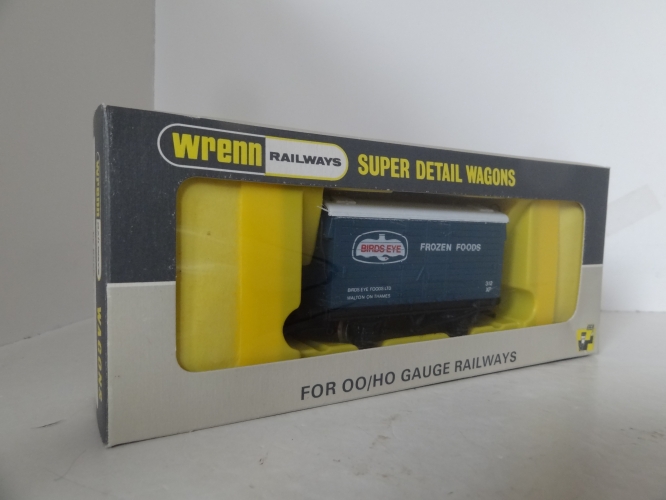 wrenn RAILWAYS SUPER DETAIL WAGONS
BIRDS EYE FROZEN FOODS
BIRDS EYE FOODS LTD
WALTON ON THAMES
FOR OO/HO GAUGE RAILWAYS
wrenn
WAGONS